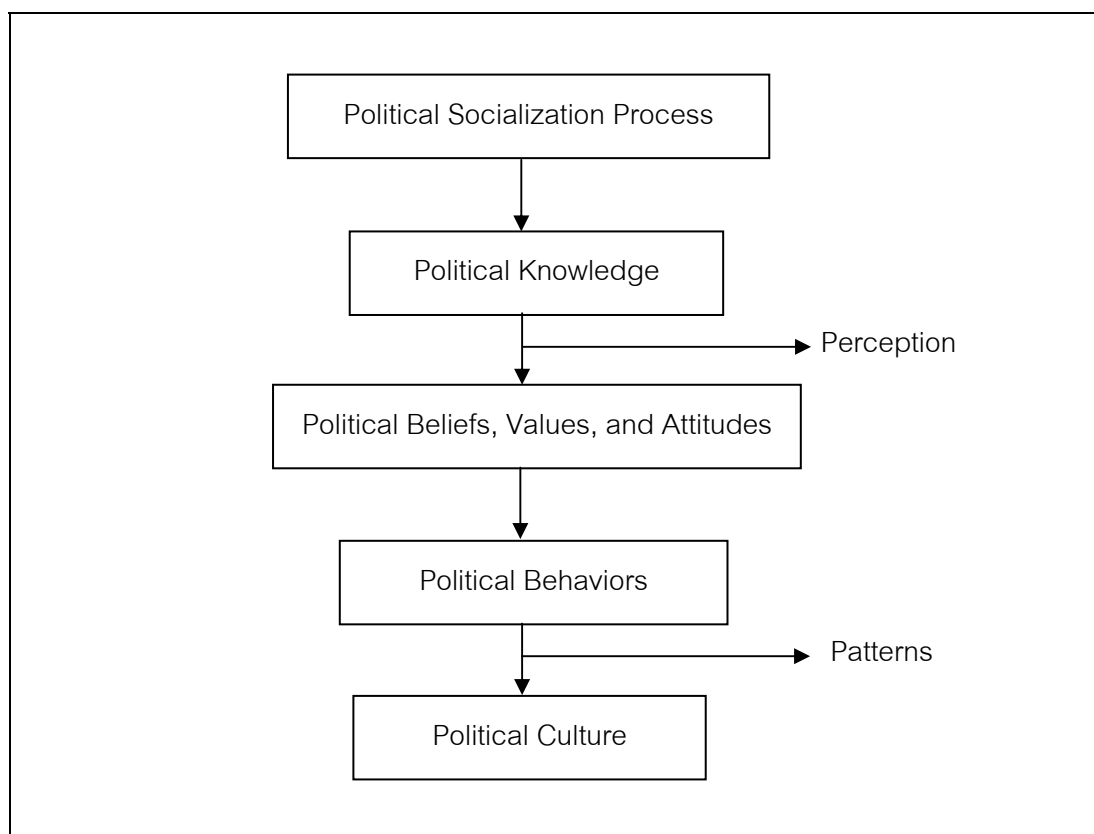 Political Socialization Process
Political Knowledge
Perception
Political Beliefs, Values, and Attitudes
Political Behaviors
Patterns
Political Culture